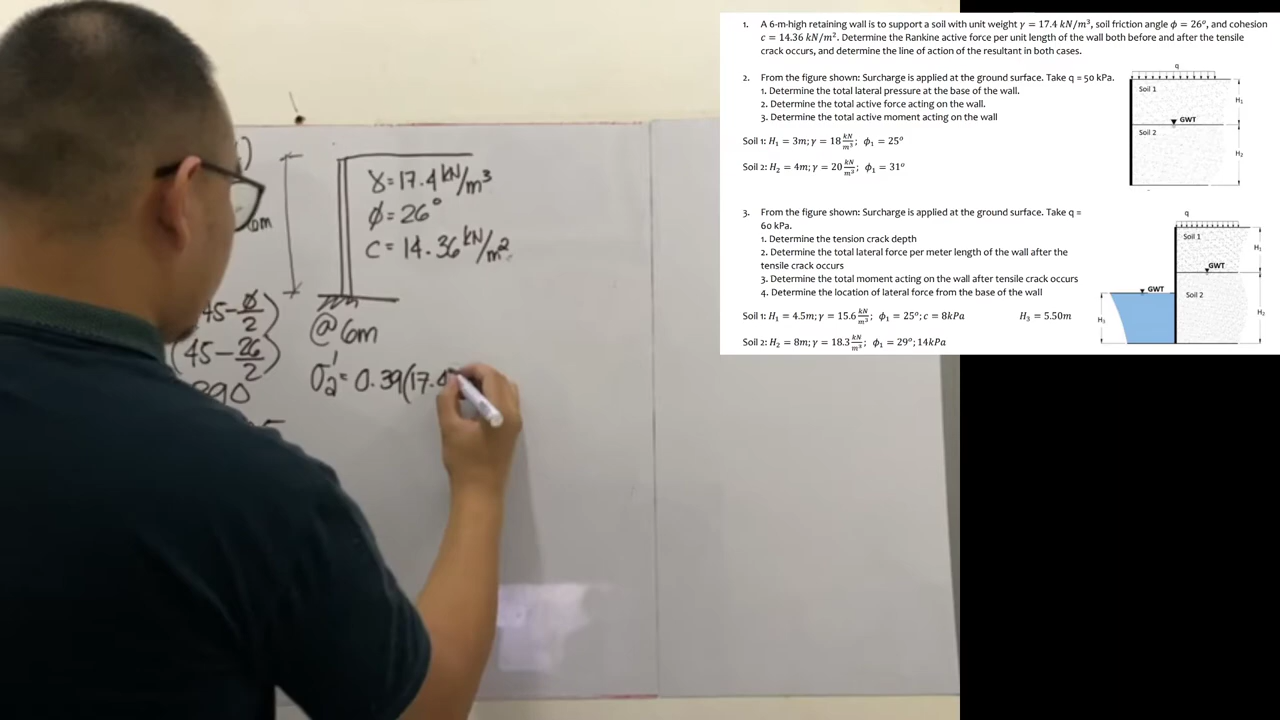 )
6m
γ=17.4 kN/m³
φ=26°
c=14.36 kN/m²
45-φ/2
(45-26/2)
@6m
σₐ'=0.39(17.4
1. A 6-m-high retaining wall is to support a soil with unit weight γ = 17.4 kN/m³, soil friction angle ϕ = 26°, and cohesion
c = 14.36 kN/m². Determine the Rankine active force per unit length of the wall both before and after the tensile
crack occurs, and determine the line of action of the resultant in both cases.
2. From the figure shown: Surcharge is applied at the ground surface. Take q = 50 kPa.
1. Determine the total lateral pressure at the base of the wall.
2. Determine the total active force acting on the wall.
3. Determine the total active moment acting on the wall
Soil 1: H₁ = 3m; γ = 18 kN/m³; ϕ₁ = 25°
Soil 2: H₂ = 4m; γ = 20 kN/m³; ϕ₁ = 31°
q
Soil 1
H₁
GWT
Soil 2
H₂
3. From the figure shown: Surcharge is applied at the ground surface. Take q =
60 kPa.
1. Determine the tension crack depth
2. Determine the total lateral force per meter length of the wall after the
tensile crack occurs
3. Determine the total moment acting on the wall after tensile crack occurs
4. Determine the location of lateral force from the base of the wall
Soil 1: H₁ = 4.5m; γ = 15.6 kN/m³; ϕ₁ = 25°; c = 8kPa H₃ = 5.50m
Soil 2: H₂ = 8m; γ = 18.3 kN/m³; ϕ₁ = 29°; 14kPa
q
Soil 1
H₁
GWT
GWT
Soil 2
H₃
H₂